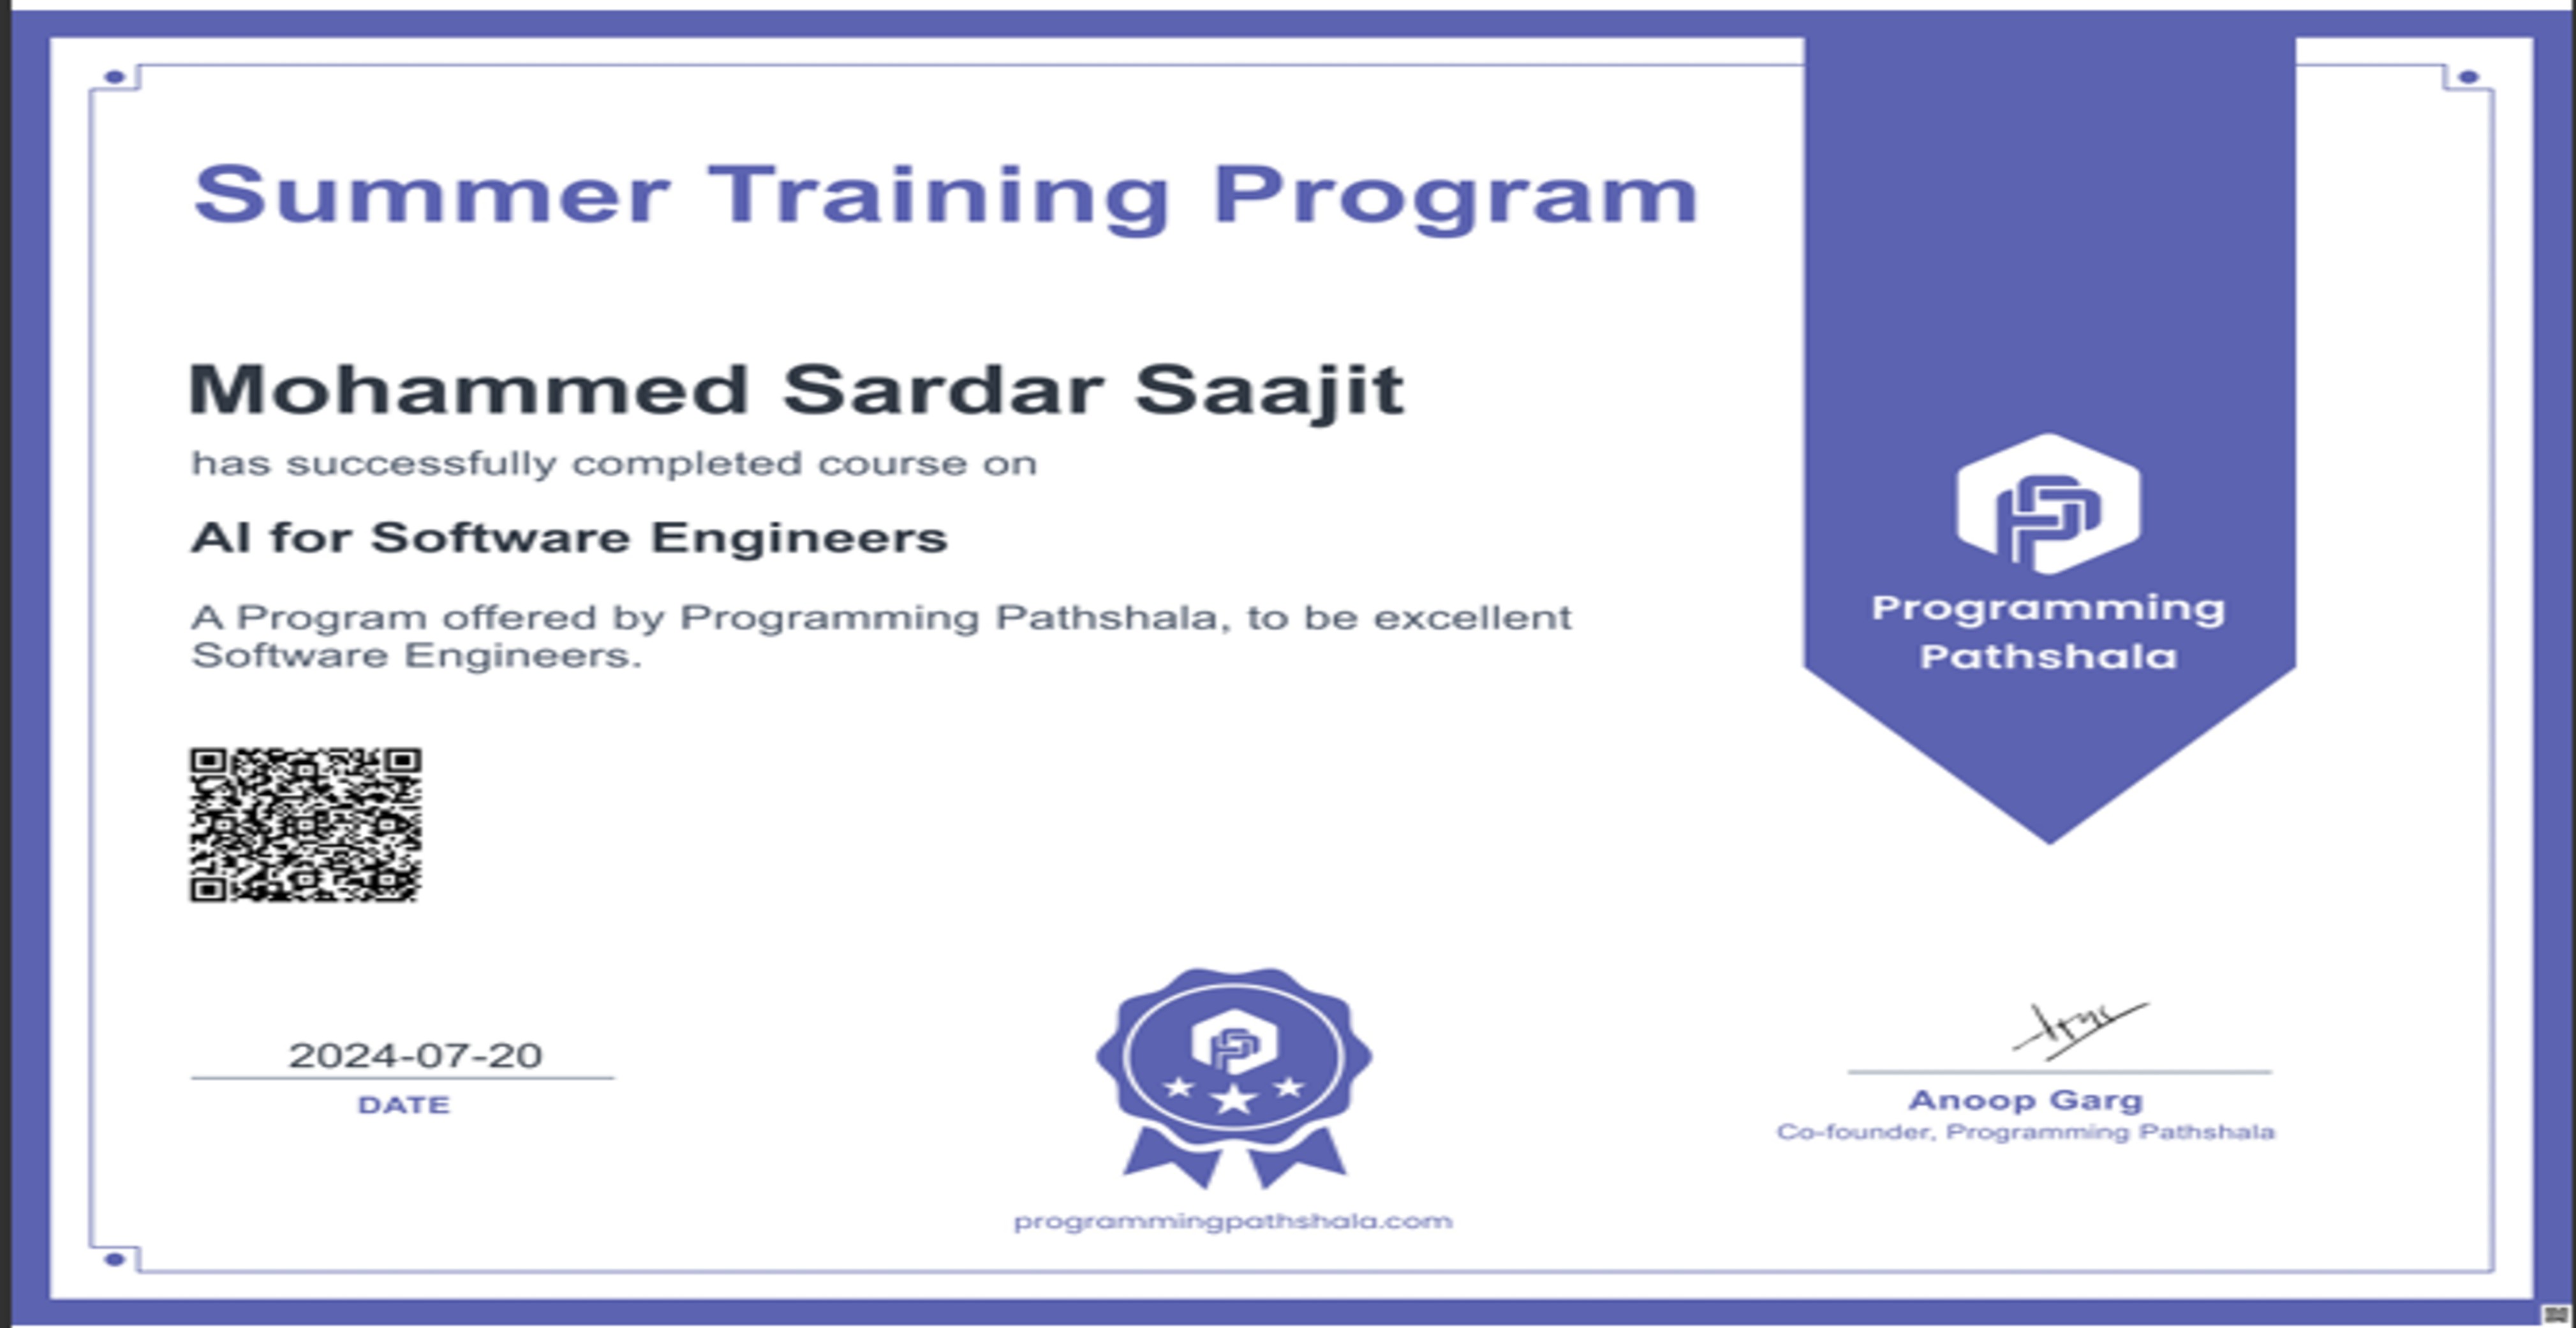 Summer Training Program
Mohammed Sardar Saajit
has successfully completed course on
AI for Software Engineers
A Program offered by Programming Pathshala, to be excellent
Software Engineers.
Programming
Pathshala
2024-07-20
DATE
programmingpathshala.com
Anoop Garg
Co-founder, Programming Pathshala